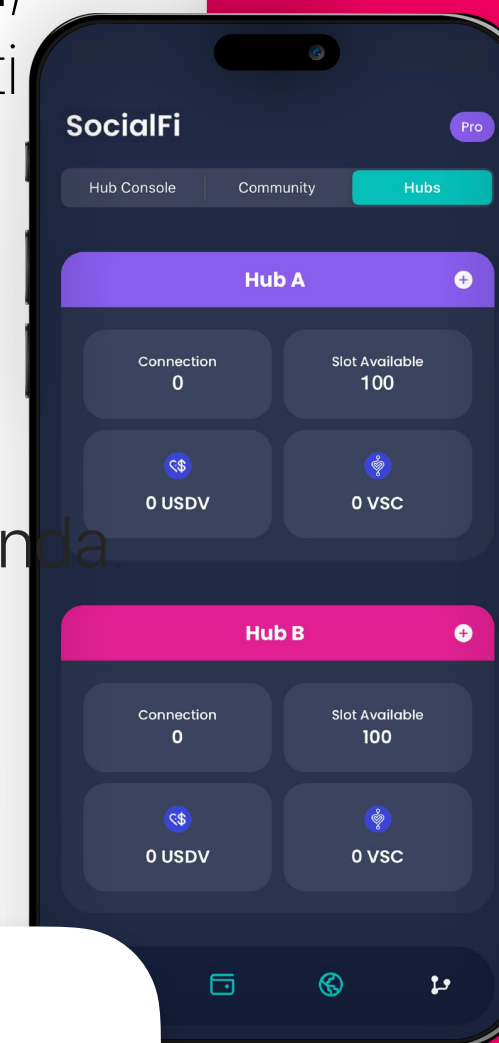 SocialFi
Pro
Hub Console
Community
Hubs
Hub A
Connection
0
Slot Available
100
0 USDV
0 VSC
nda.
Hub B
Connection
0
Slot Available
100
0 USDV
0 VSC